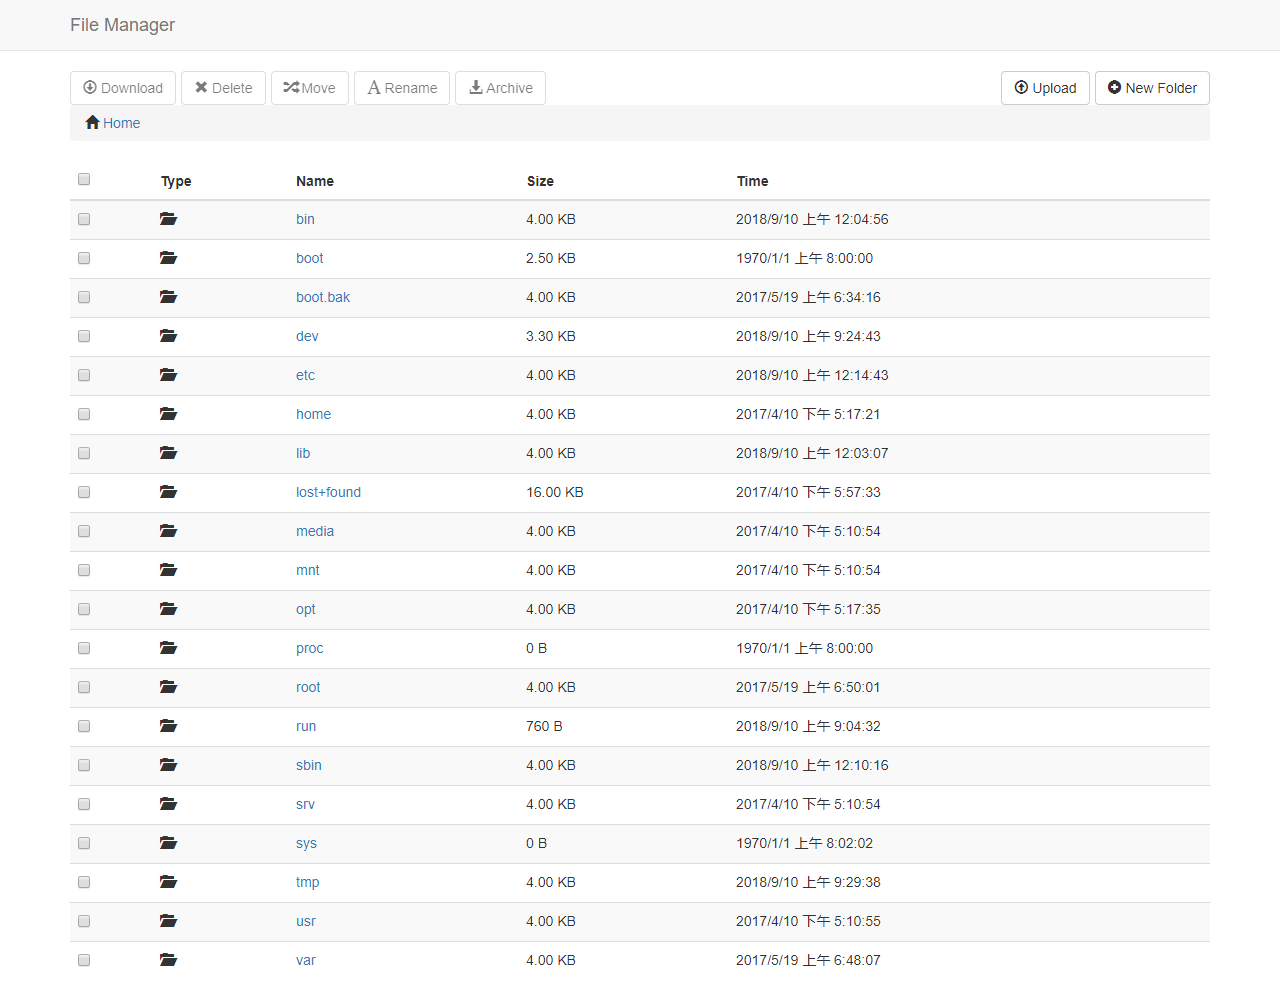 File Manager
Download Delete Move Rename Archive Upload New Folder
Home
Type Name Size Time
bin 4.00 KB 2018/9/10 上午 12:04:56
boot 2.50 KB 1970/1/1 上午 8:00:00
boot.bak 4.00 KB 2017/5/19 上午 6:34:16
dev 3.30 KB 2018/9/10 上午 9:24:43
etc 4.00 KB 2018/9/10 上午 12:14:43
home 4.00 KB 2017/4/10 下午 5:17:21
lib 4.00 KB 2018/9/10 上午 12:03:07
lost+found 16.00 KB 2017/4/10 下午 5:57:33
media 4.00 KB 2017/4/10 下午 5:10:54
mnt 4.00 KB 2017/4/10 下午 5:10:54
opt 4.00 KB 2017/4/10 下午 5:17:35
proc 0 B 1970/1/1 上午 8:00:00
root 4.00 KB 2017/5/19 上午 6:50:01
run 760 B 2018/9/10 上午 9:04:32
sbin 4.00 KB 2018/9/10 上午 12:10:16
srv 4.00 KB 2017/4/10 下午 5:10:54
sys 0 B 1970/1/1 上午 8:02:02
tmp 4.00 KB 2018/9/10 上午 9:29:38
usr 4.00 KB 2017/4/10 下午 5:10:55
var 4.00 KB 2017/5/19 上午 6:48:07